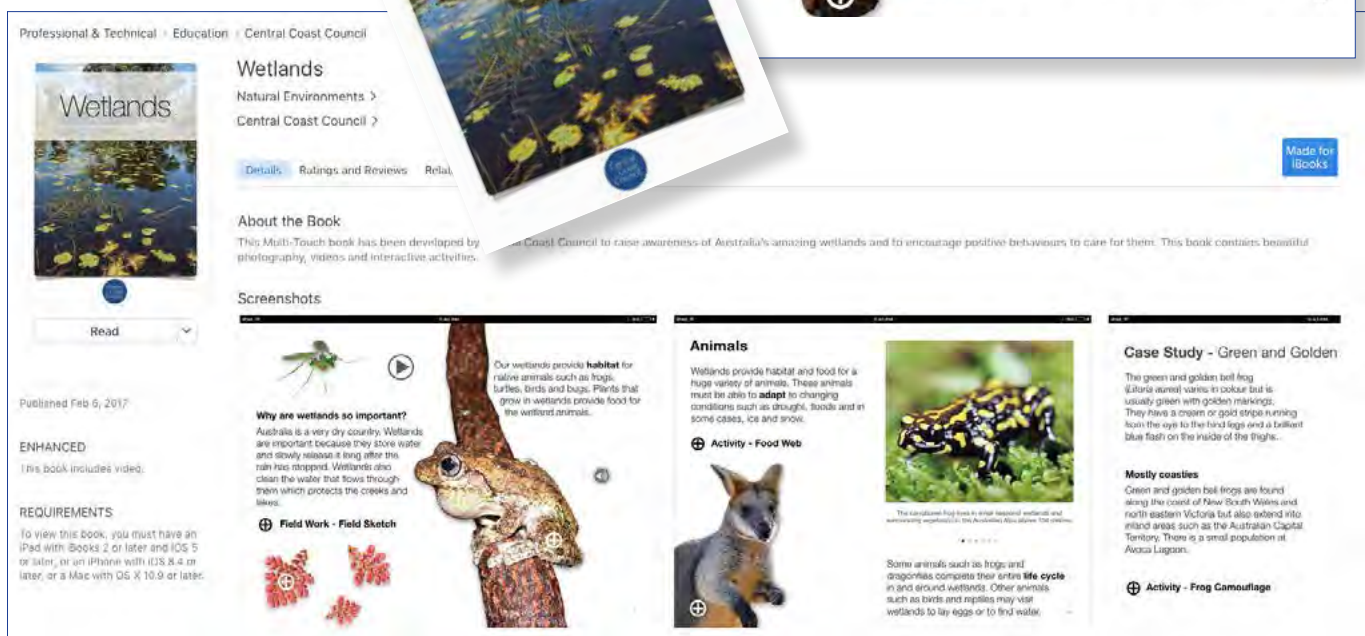 Professional & Technical Education Central Coast Council
Wetlands
Natural Environments >
Central Coast Council >
Wetlands
Details Ratings and Reviews
Made for
iBooks
About the Book
This Multi-Touch book has been developed by Coast Council to raise awareness of Australia's amazing wetlands and to encourage positive behaviours to care for them. This book contains beautiful
photography, videos and interactive activities.
Read
Published Feb 6, 2017
ENHANCED
This book includes video.
REQUIREMENTS
To view this book, you must have an
iPad with iBooks 2 or later and iOS 5
or later, or an iPhone with iOS 8.4 or
later, or a Mac with OS X 10.9 or later.
Screenshots
Why are wetlands so important?
Australia is a very dry country. Wetlands
are important because they store water
and slowly release it long after the
rain has stopped. Wetlands also
clean the water that flows through
them which protects the creeks and
lakes.
Field Work - Field Sketch
Our wetlands provide habitat for
native animals such as frogs,
turtles, birds and bugs. Plants that
grow in wetlands provide food for
the wetland animals.
Animals
Wetlands provide habitat and food for a
huge variety of animals. These animals
must be able to adapt to changing
conditions such as drought, floods and in
some cases, ice and snow.
Activity - Food Web
The corroboree frog lives in small seasonal wetlands and
surrounding vegetation in the Australian Alps above
Some animals such as frogs and
dragonflies complete their entire life cycle
in and around wetlands. Other animals
such as birds and reptiles may visit
wetlands to lay eggs or to find water.
Case Study - Green and Golden
The green and golden bell frog
(Litoria aurea) varies in colour but is
usually green with golden markings.
They have a cream or gold stripe running
from the eye to the hind legs and a brilliant
blue flash on the inside of the thighs.
Mostly coasties
Green and golden bell frogs are found
along the coast of New South Wales and
north eastern Victoria but also extend into
inland areas such as the Australian Capital
Territory. There is a small population at
Avoca Lagoon.
Activity - Frog Camouflage